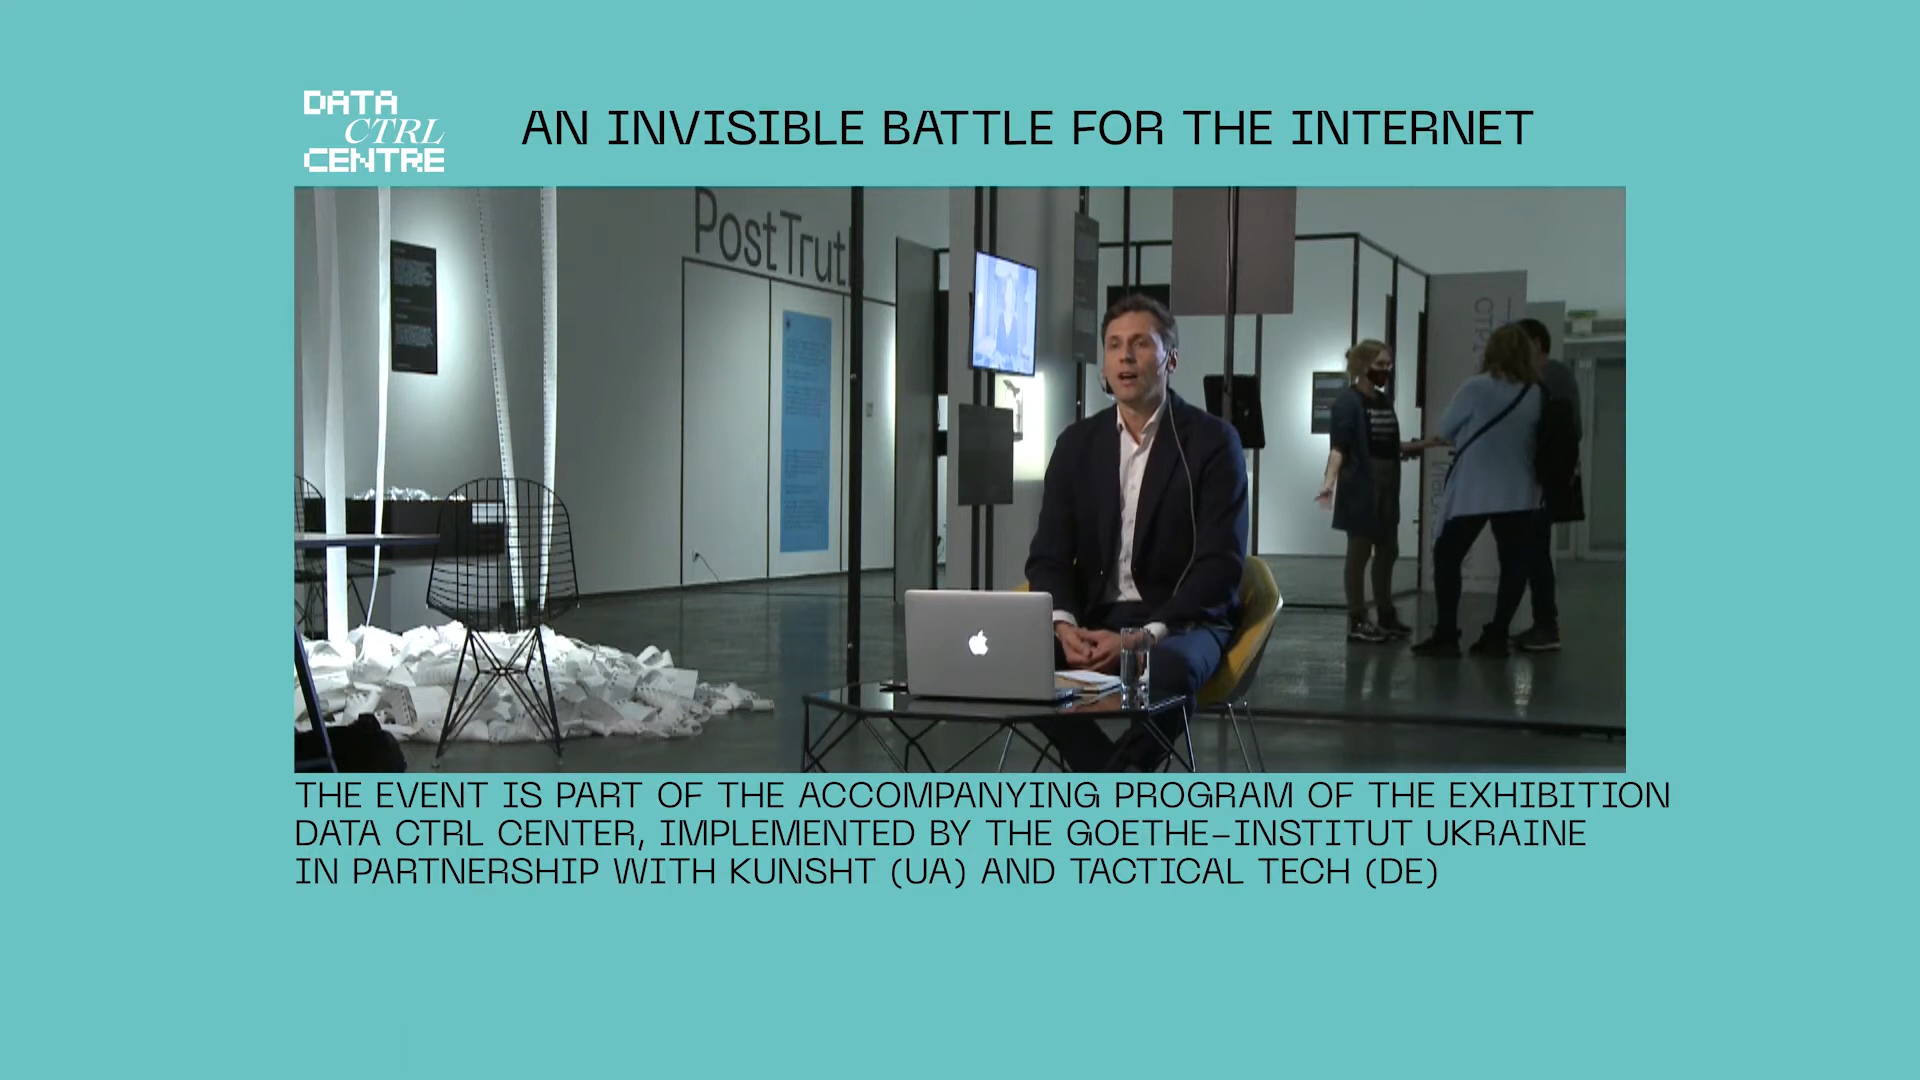 DATA
CTRL
CENTRE
AN INVISIBLE BATTLE FOR THE INTERNET
PostTrut
THE EVENT IS PART OF THE ACCOMPANYING PROGRAM OF THE EXHIBITION
DATA CTRL CENTER, IMPLEMENTED BY THE GOETHE-INSTITUT UKRAINE
IN PARTNERSHIP WITH KUNSHT (UA) AND TACTICAL TECH (DE)